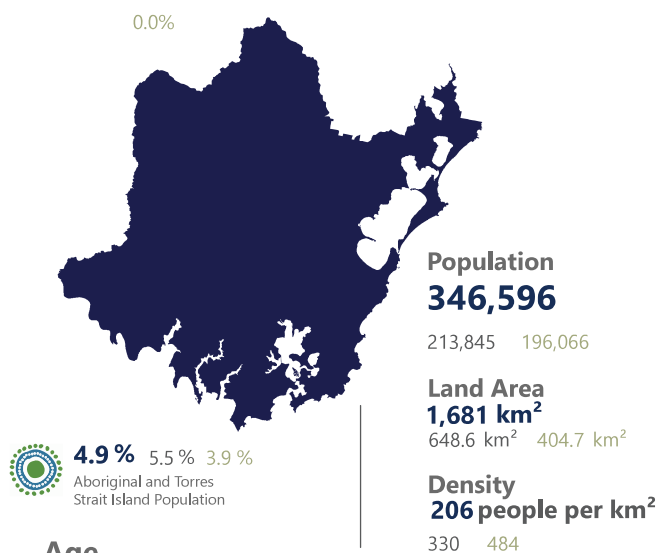 0.0%
Population
346,596
213,845 196,066
Land Area
1,681 km²
648.6 km² 404.7 km²
4.9 % 5.5 % 3.9 %
Aboriginal and Torres
Strait Island Population
Density
206 people per km²
330 484
Age